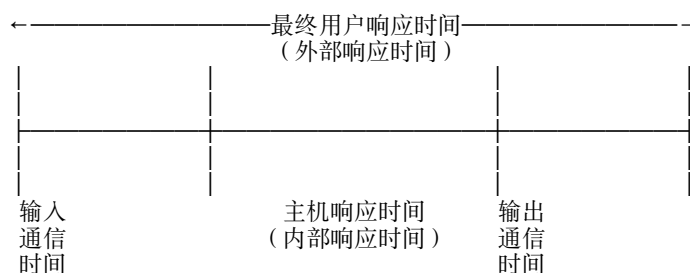 最终用户响应时间
（外部响应时间）
输入 主机响应时间 输出
通信 （内部响应时间） 通信
时间 时间